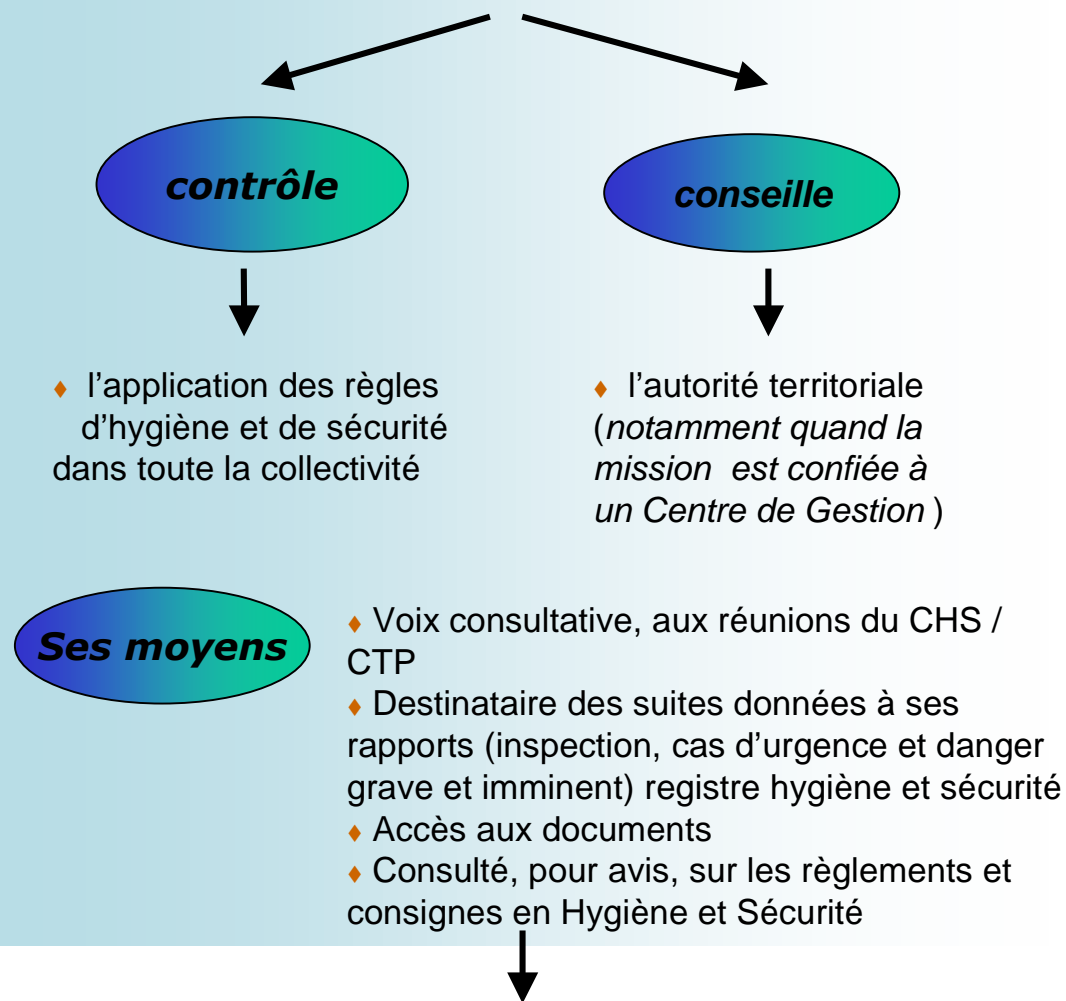 contrôle
conseille
♦ l’application des règles
d’hygiène et de sécurité
dans toute la collectivité
♦ l’autorité territoriale
(notamment quand la
mission est confiée à
un Centre de Gestion )
Ses moyens
♦ Voix consultative, aux réunions du CHS /
CTP
♦ Destinataire des suites données à ses
rapports (inspection, cas d’urgence et danger
grave et imminent) registre hygiène et sécurité
♦ Accès aux documents
♦ Consulté, pour avis, sur les règlements et
consignes en Hygiène et Sécurité